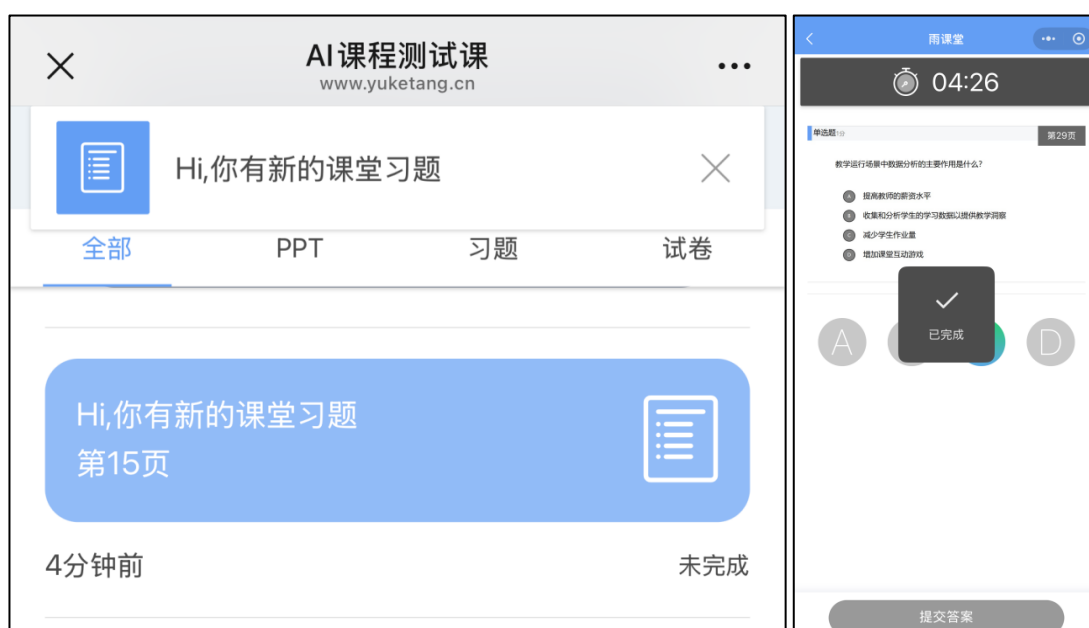 AI课程测试课
www.yuketang.cn
Hi,你有新的课堂习题
全部 PPT 习题 试卷
Hi,你有新的课堂习题
第15页
4分钟前 未完成
雨课堂
04:26
单选题 1分
第29页
教学运行场景中数据分析的主要作用是什么?
A 提高教师的薪资水平
B 收集和分析学生的学习数据以提供教学洞察
C 减少学生作业量
D 增加课堂互动游戏
已完成
A D
提交答案